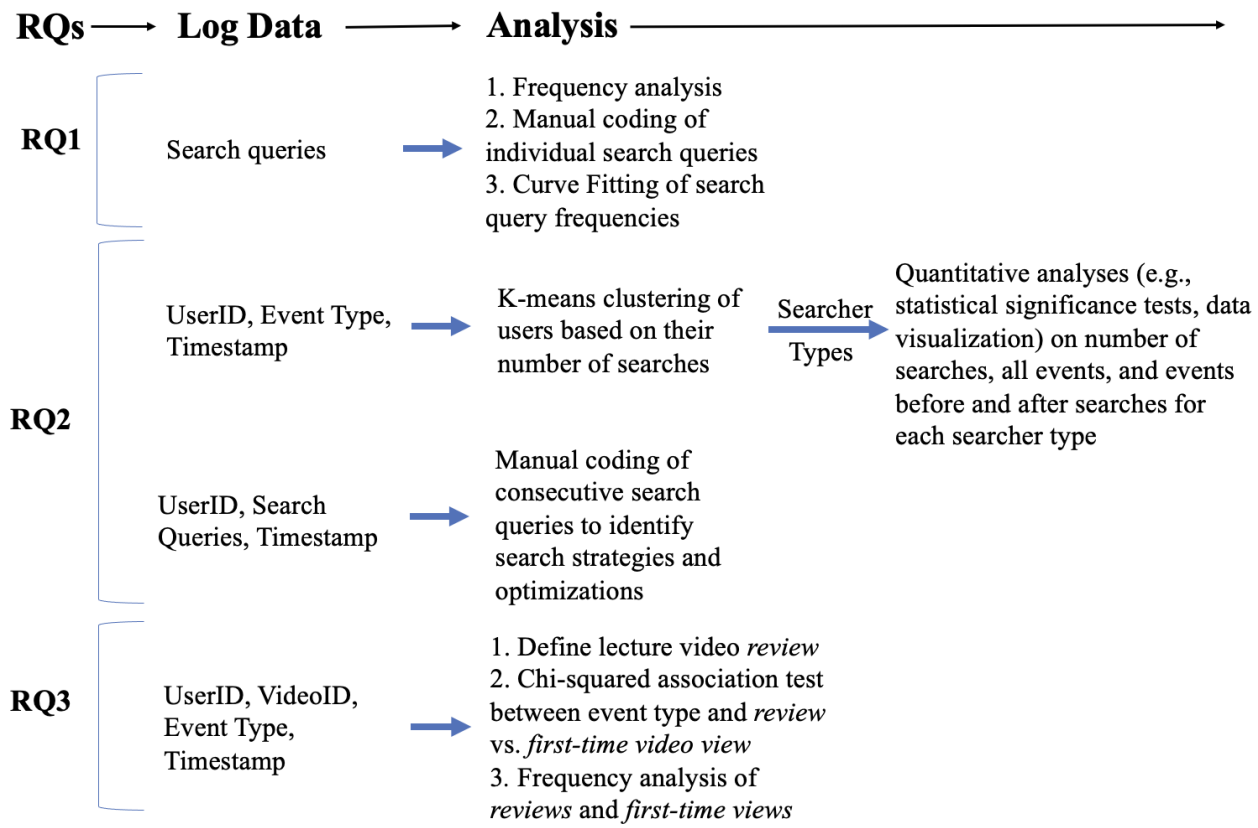 RQs
Log Data
Analysis
RQ1
Search queries
1. Frequency analysis
2. Manual coding of
individual search queries
3. Curve Fitting of search
query frequencies
RQ2
UserID, Event Type,
Timestamp
K-means clustering of
users based on their
number of searches
Searcher
Types
Quantitative analyses (e.g.,
statistical significance tests, data
visualization) on number of
searches, all events, and events
before and after searches for
each searcher type
UserID, Search
Queries, Timestamp
Manual coding of
consecutive search
queries to identify
search strategies and
optimizations
RQ3
UserID, VideoID,
Event Type,
Timestamp
1. Define lecture video review
2. Chi-squared association test
between event type and review
vs. first-time video view
3. Frequency analysis of
reviews and first-time views